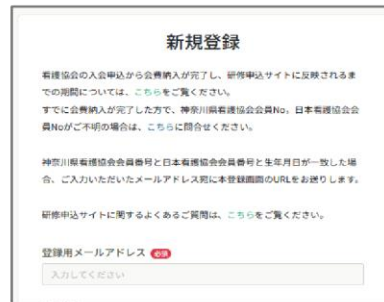 新規登録
看護協会の入会申込から会費納入が完了し、研修申込サイトに反映されるま
での期間については、こちらをご覧ください。
すでに会費納入が完了した方で、神奈川県看護協会会員No，日本看護協会会
員Noがご不明の場合は、こちらに問合せください。
神奈川県看護協会会員番号と日本看護協会会員番号と生年月日が一致した場
合、ご入力いただいたメールアドレス宛に本登録画面のURLをお送りします。
研修申込サイトに関するよくあるご質問は、こちらをご覧ください。
登録用メールアドレス 必須
入力してください